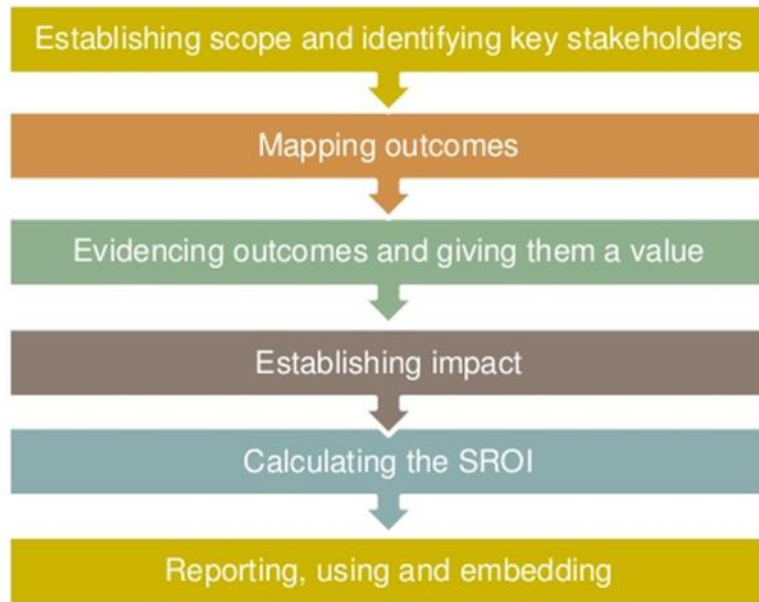 Establishing scope and identifying key stakeholders
Mapping outcomes
Evidencing outcomes and giving them a value
Establishing impact
Calculating the SROI
Reporting, using and embedding